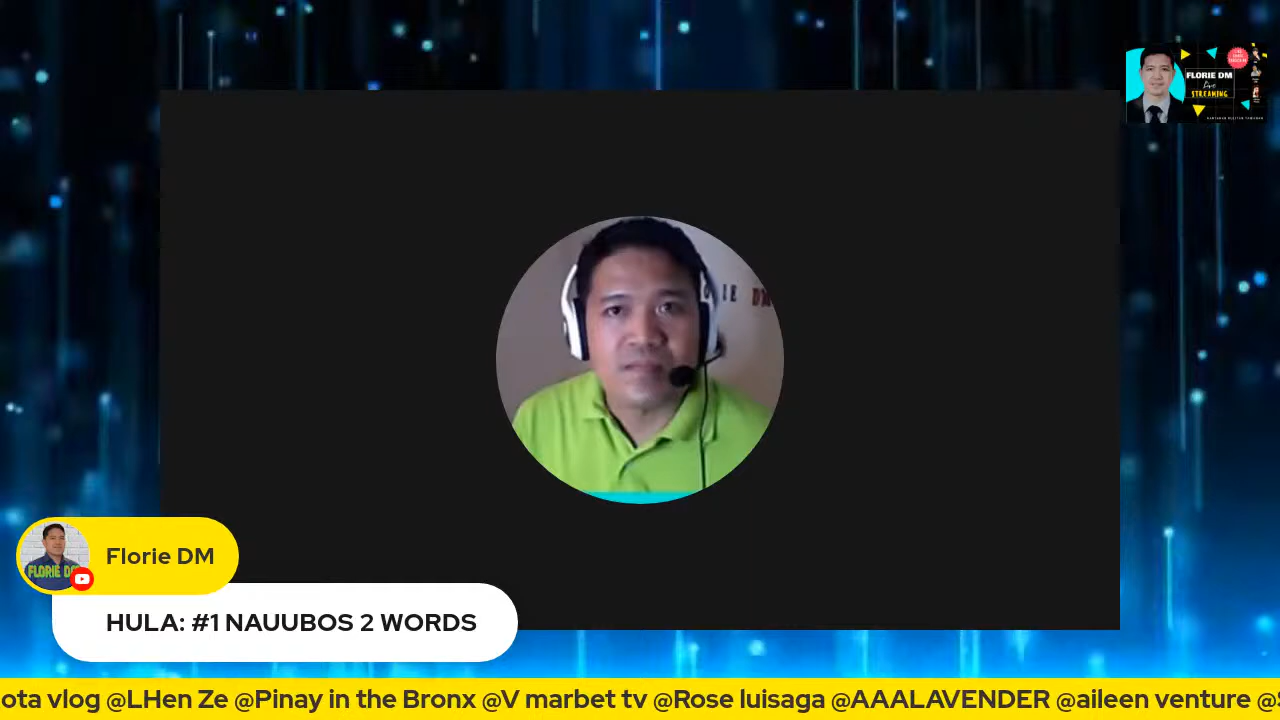 FLORIE DM
Live
STREAMING
Florie DM
HULA: #1 NAUUBOS 2 WORDS
ota vlog @LHen Ze @Pinay in the Bronx @V marbet tv @Rose luisaga @AAALAVENDER @aileen venture @